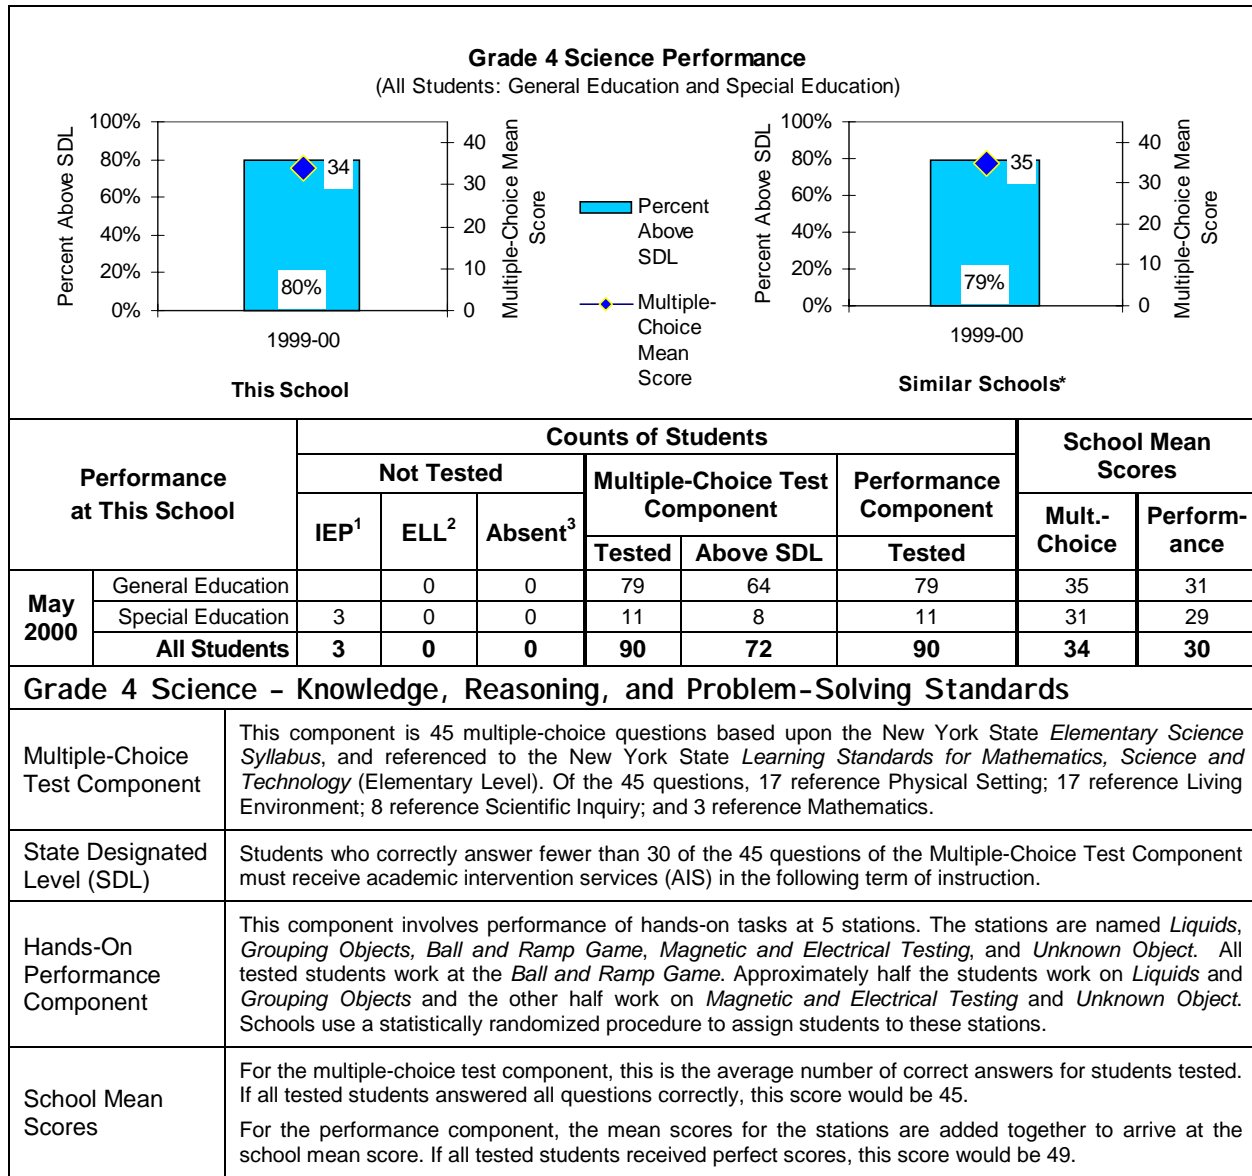 Grade 4 Science Performance
(All Students: General Education and Special Education)
Percent Above SDL
100%
80%
60%
40%
20%
0%
34
80%
1999-00
40
30
20
10
0
Multiple-Choice Mean
Score
This School
Percent
Above
SDL
Multiple-
Choice
Mean
Score
Percent Above SDL
100%
80%
60%
40%
20%
0%
35
79%
1999-00
40
30
20
10
0
Multiple-Choice Mean
Score
Similar Schools*
Performance
at This School
Counts of Students
School Mean
Scores
Not Tested
Multiple-Choice Test
Component
Performance
Component
IEP1 ELL2 Absent3
Tested Above SDL Tested
Mult.-
Choice
Perform-
ance
May
2000
General Education 0 0 79 64 79 35 31
Special Education 3 0 0 11 8 11 31 29
All Students 3 0 0 90 72 90 34 30
Grade 4 Science – Knowledge, Reasoning, and Problem-Solving Standards
Multiple-Choice
Test Component
This component is 45 multiple-choice questions based upon the New York State Elementary Science
Syllabus, and referenced to the New York State Learning Standards for Mathematics, Science and
Technology (Elementary Level). Of the 45 questions, 17 reference Physical Setting; 17 reference Living
Environment; 8 reference Scientific Inquiry; and 3 reference Mathematics.
State Designated
Level (SDL)
Students who correctly answer fewer than 30 of the 45 questions of the Multiple-Choice Test Component
must receive academic intervention services (AIS) in the following term of instruction.
Hands-On
Performance
Component
This component involves performance of hands-on tasks at 5 stations. The stations are named Liquids,
Grouping Objects, Ball and Ramp Game, Magnetic and Electrical Testing, and Unknown Object. All
tested students work at the Ball and Ramp Game. Approximately half the students work on Liquids and
Grouping Objects and the other half work on Magnetic and Electrical Testing and Unknown Object.
Schools use a statistically randomized procedure to assign students to these stations.
School Mean
Scores
For the multiple-choice test component, this is the average number of correct answers for students tested.
If all tested students answered all questions correctly, this score would be 45.
For the performance component, the mean scores for the stations are added together to arrive at the
school mean score. If all tested students received perfect scores, this score would be 49.